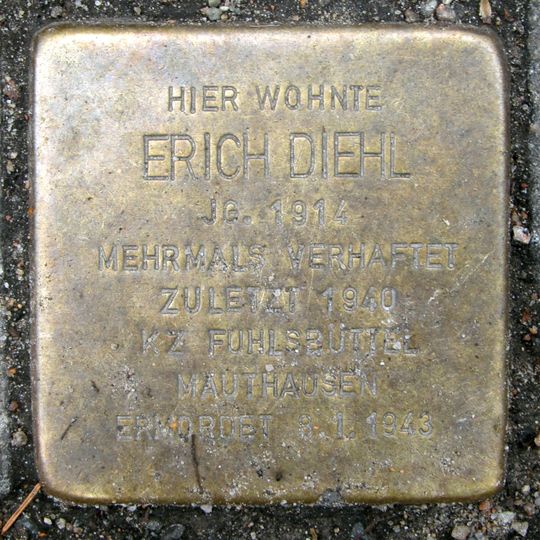 HIER WOHNTE
ERICH DIEHL
JG. 1914
MEHRMALS VERHAFTET
ZULETZT 1940
KZ FUHLSBÜTTEL
MAUTHAUSEN
ERMORDET 8.1.1943